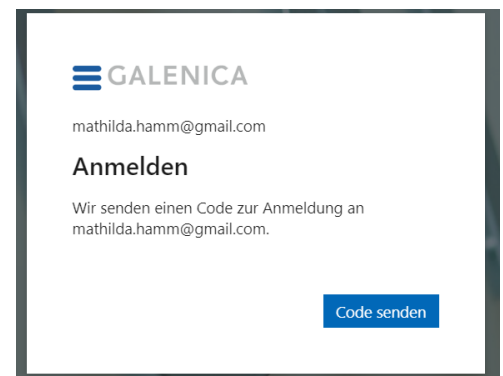 GALENICA
mathilda.hamm@gmail.com
Anmelden
Wir senden einen Code zur Anmeldung an
mathilda.hamm@gmail.com.
Code senden